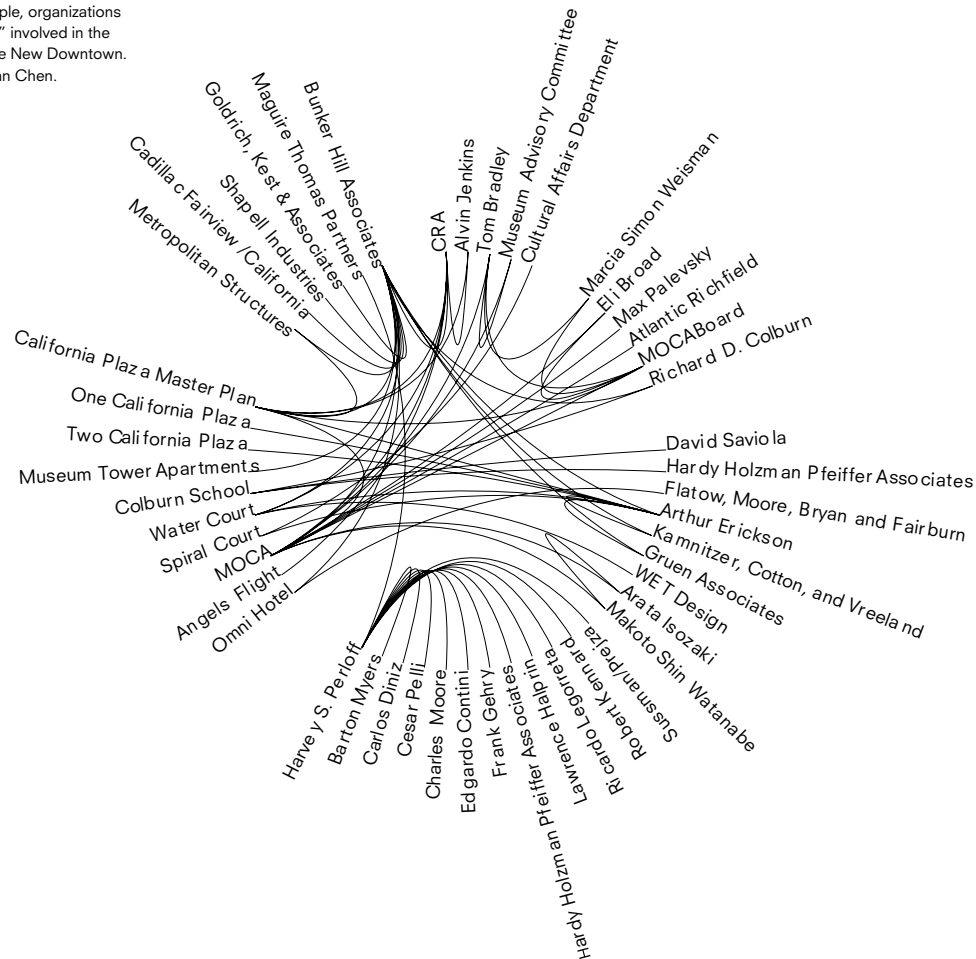 ple, organizations
” involved in the
e New Downtown.
an Chen.
Bunker Hill Associates
Maguire Thomas Partners
Goldrich, Kest & Associates
Shapell Industries
Cadillac Fairview /California
Metropolitan Structures
CRA
Alvin Jenkins
Tom Bradley
Museum Advisory Committee
Cultural Affairs Department
Marcia Simon Weisman
Eli Broad
Max Palevsky
Atlantic Richfield
MOCABoard
Richard D. Colburn
California Plaza Master Plan
One California Plaza
Two California Plaza
Museum Tower Apartments
Colburn School
Water Court
Spiral Court
MOCA
Angels Flight
Omni Hotel
David Saviola
Hardy Holzman Pfeiffer Associates
Flatow, Moore, Bryan and Fairburn
Arthur Erickson
Kamnitzer, Cotton, and Vreeland
Gruen Associates
WET Design
Arata Isozaki
Makoto Shin Watanabe
Harvey S. Perloff
Barton Myers
Carlos Diniz
Cesar Pelli
Charles Moore
Edgardo Contini
Frank Gehry
Hardy Holzman Pfeiffer Associates
Lawrence Halprin
Ricardo Legorreta
Robert Kennard
Sussman/Prejza